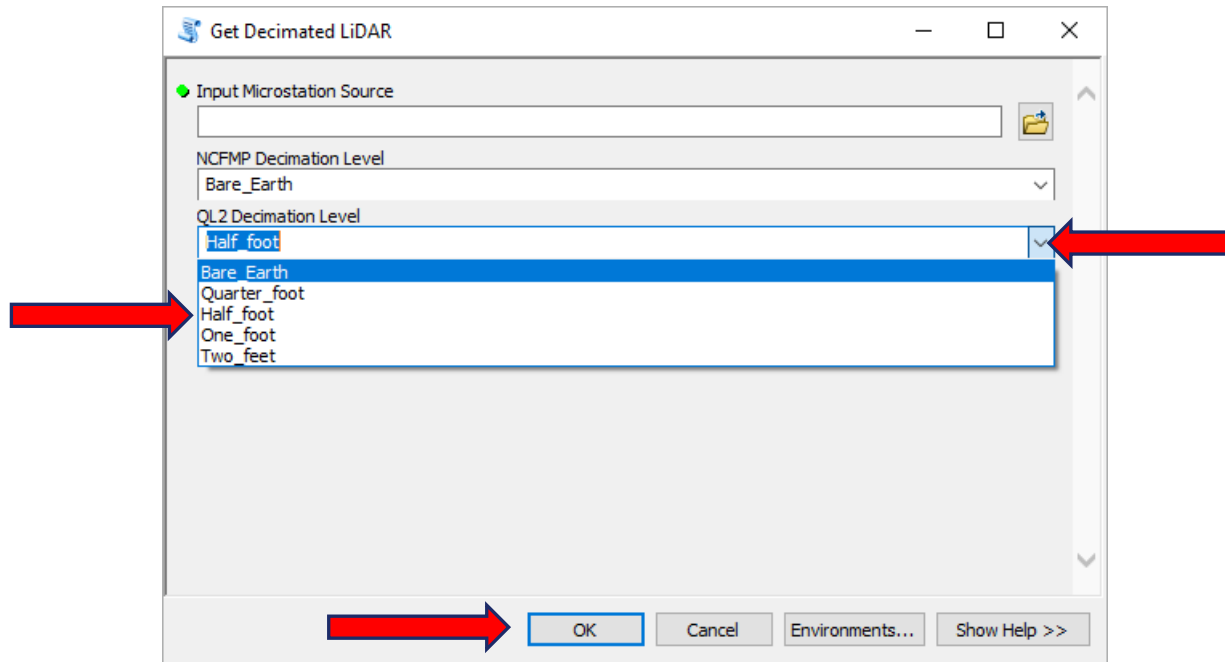 Get Decimated LiDAR
Input Microstation Source
NCFMP Decimation Level
Bare_Earth
QL2 Decimation Level
Half_foot
Bare_Earth
Quarter_foot
Half_foot
One_foot
Two_feet
OK Cancel Environments... Show Help >>